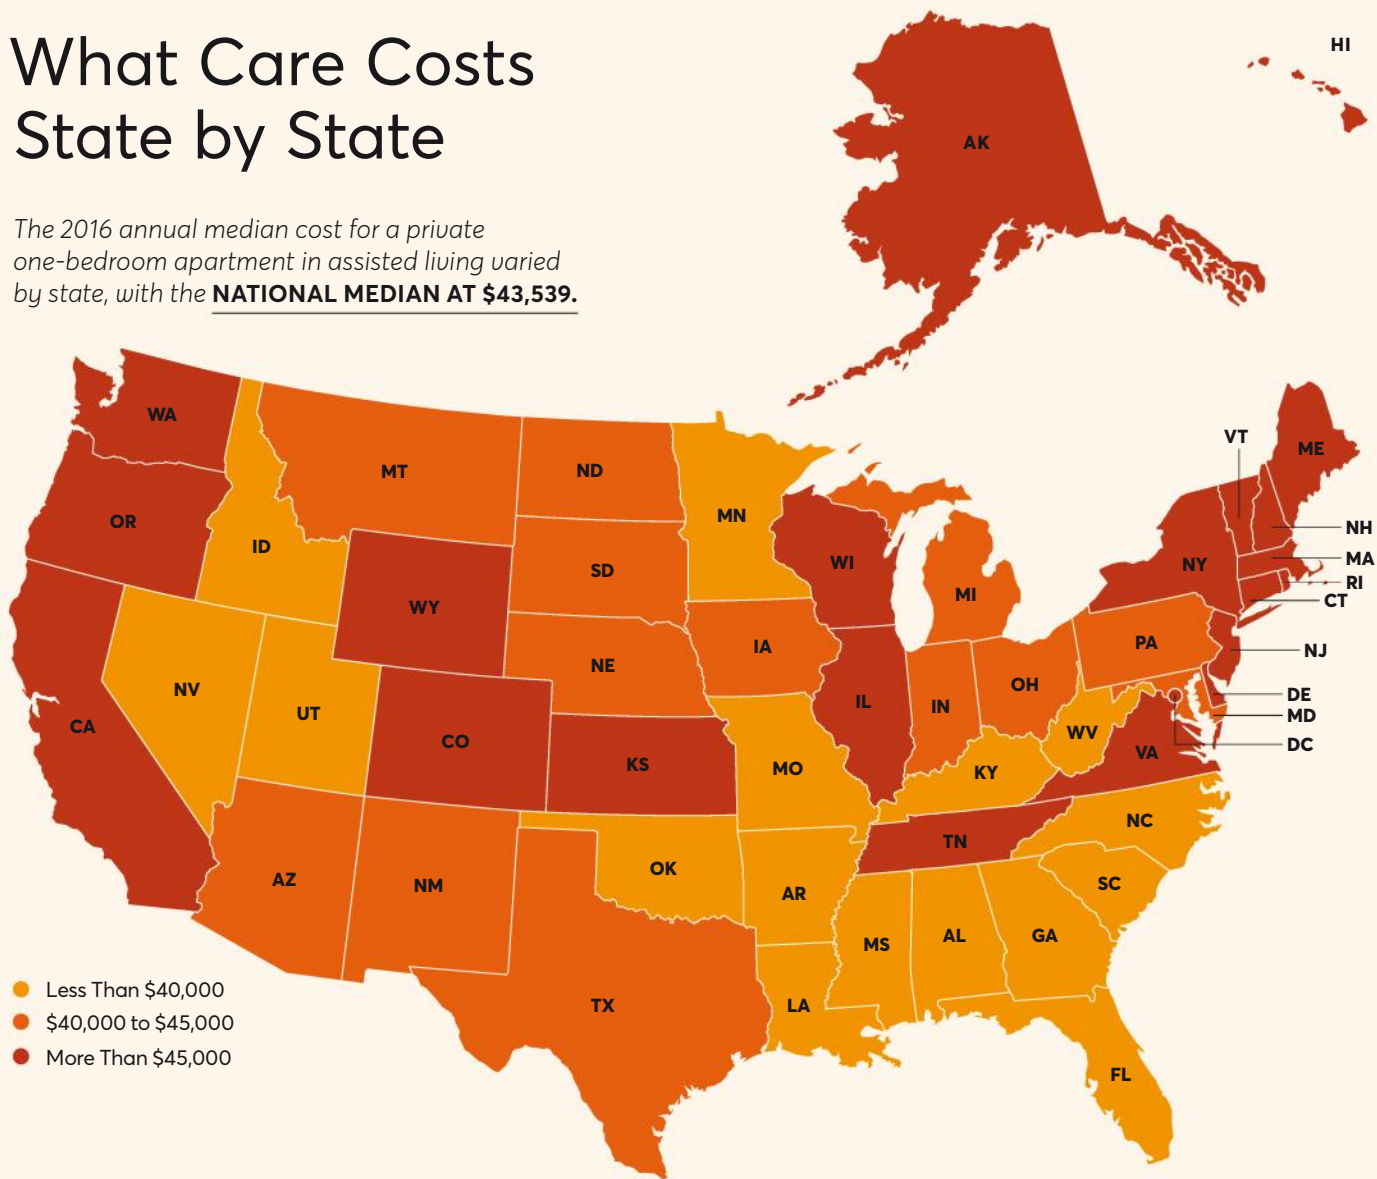 What Care Costs
State by State
The 2016 annual median cost for a private
one-bedroom apartment in assisted living varied
by state, with the NATIONAL MEDIAN AT $43,539.
HI
AK
WA
MT
ND
MN
OR
ID
SD
WI
WY
MI
NY
VT
ME
NH
MA
RI
CT
NV
UT
NE
IA
PA
NJ
CA
CO
KS
MO
IL
IN
OH
WV
KY
VA
DE
MD
DC
AZ
NM
OK
AR
TN
NC
SC
MS
AL
GA
TX
LA
FL
Less Than $40,000
$40,000 to $45,000
More Than $45,000